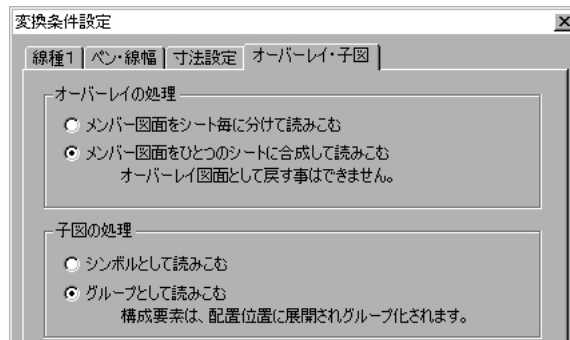 変換条件設定
線種1 ペン・線幅 寸法設定 オーバーレイ・子図
オーバーレイの処理
メンバー図面をシート毎に分けて読みこむ
メンバー図面をひとつのシートに合成して読みこむ
オーバーレイ図面として戻す事はできません。
子図の処理
シンボルとして読みこむ
グループとして読みこむ
構成要素は、配置位置に展開されグループ化されます。